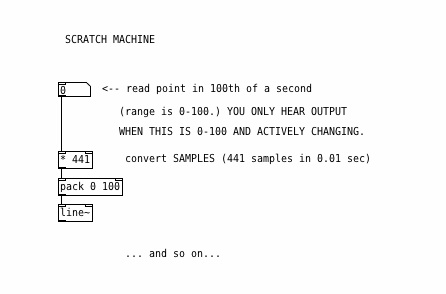 SCRATCH MACHINE
0 <-- read point in 100th of a second
(range is 0-100.) YOU ONLY HEAR OUTPUT
WHEN THIS IS 0-100 AND ACTIVELY CHANGING.
* 441 convert SAMPLES (441 samples in 0.01 sec)
pack 0 100
line~
... and so on...